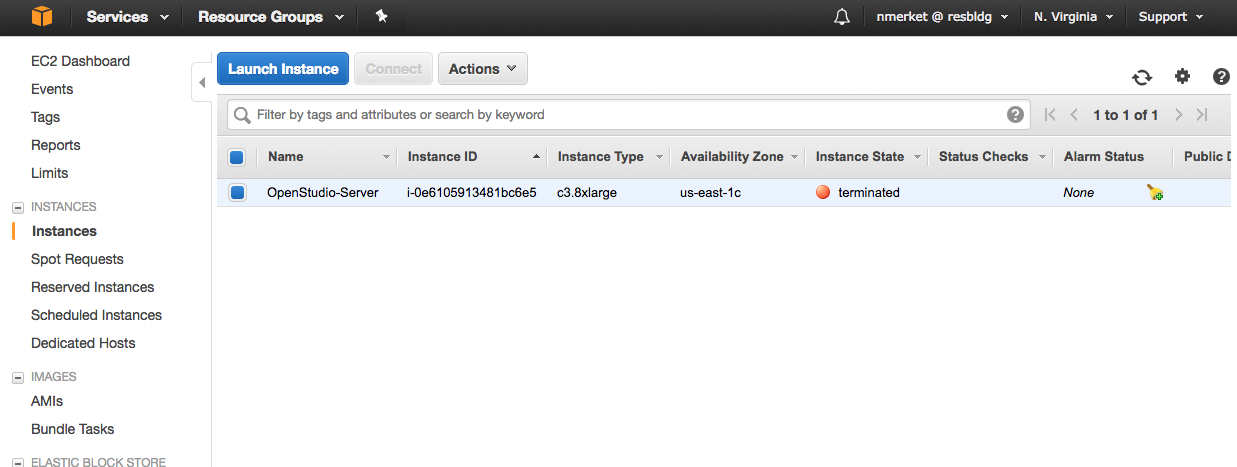 Services Resource Groups nmerket @ resbldg N. Virginia Support
EC2 Dashboard
Events
Tags
Reports
Limits
INSTANCES
Instances
Spot Requests
Reserved Instances
Scheduled Instances
Dedicated Hosts
IMAGES
AMIs
Bundle Tasks
ELASTIC BLOCK STORE
Launch Instance Connect Actions
Filter by tags and attributes or search by keyword 1 to 1 of 1
Name Instance ID Instance Type Availability Zone Instance State Status Checks Alarm Status Public D
OpenStudio-Server i-0e6105913481bc6e5 c3.8xlarge us-east-1c terminated None